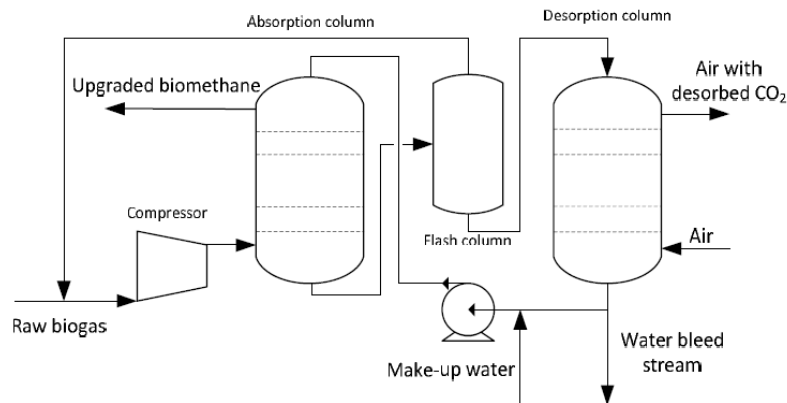 Absorption column
Desorption column
Upgraded biomethane
Air with
desorbed CO₂
Compressor
Flash column
Air
Raw biogas
Make-up water
Water bleed
stream